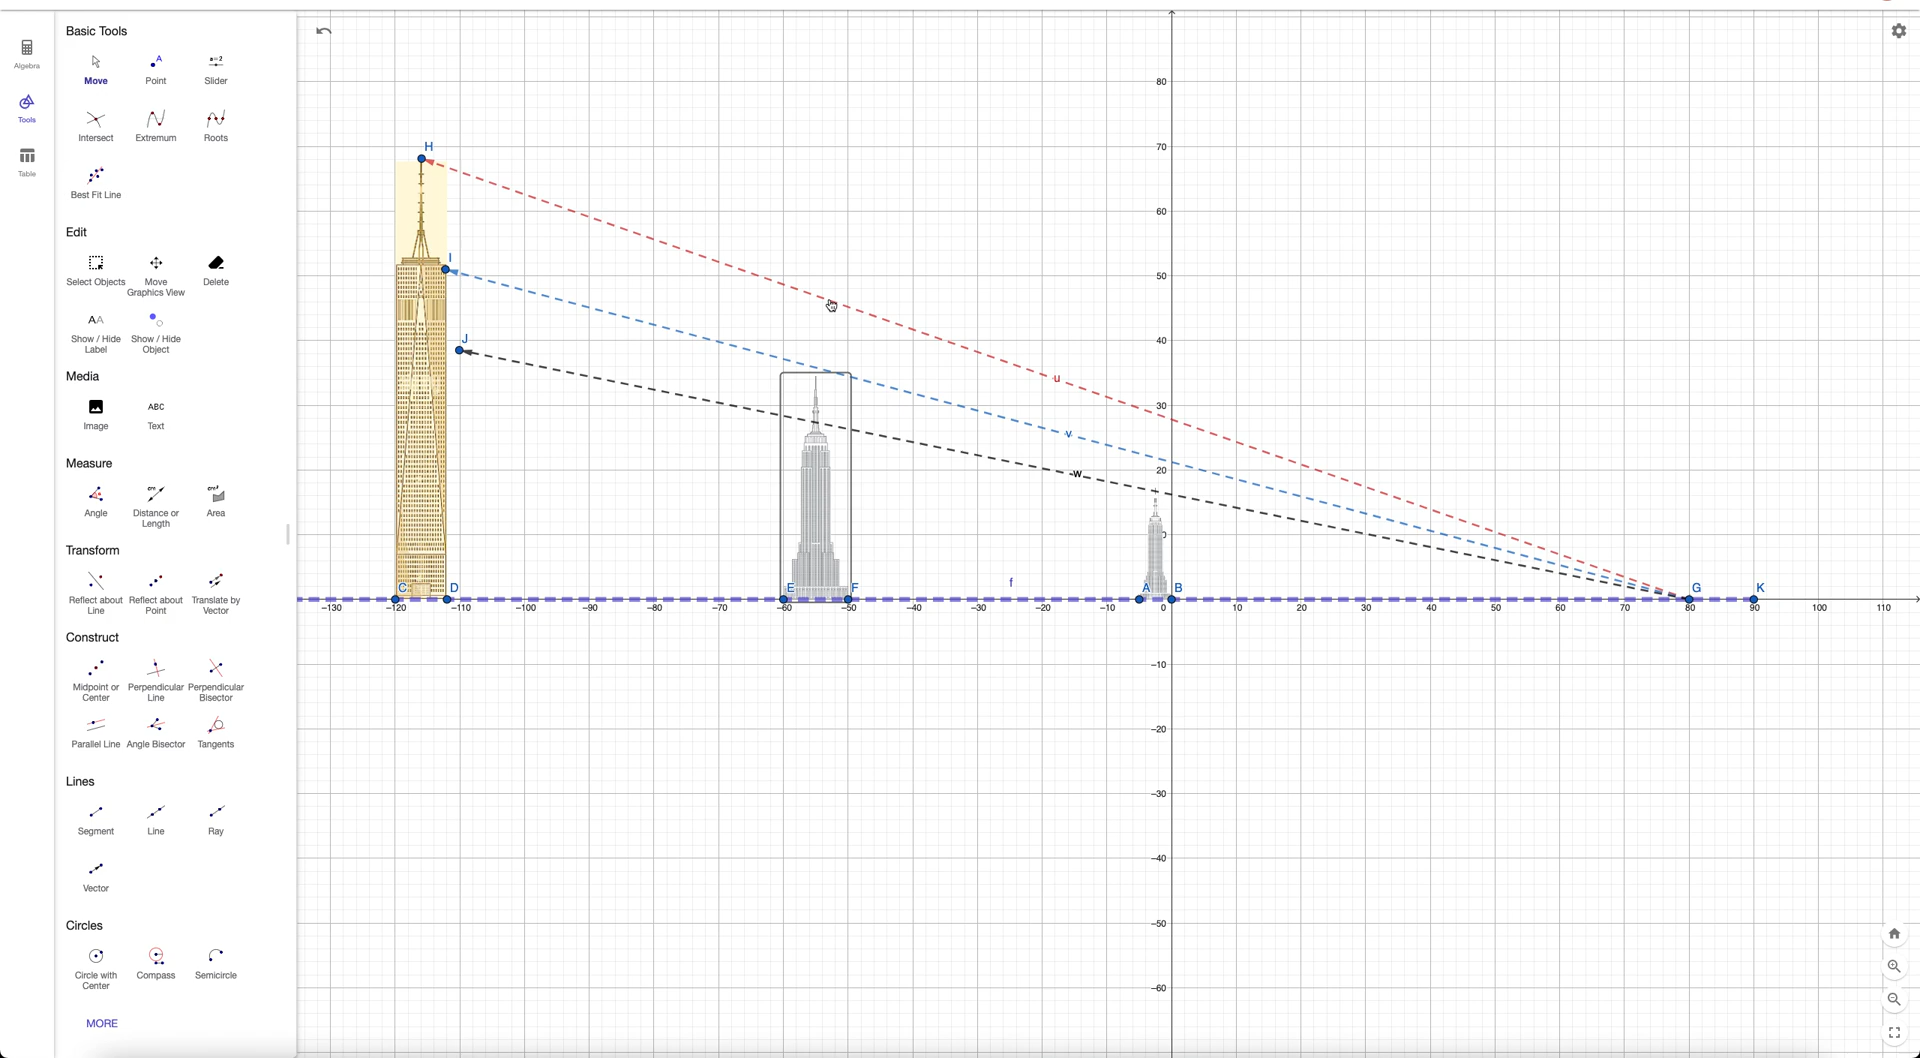 Algebra
Tools
Table
Basic Tools
Move
Point
a=2
Slider
Intersect
Extremum
Roots
Best Fit Line
Edit
Select Objects
Move
Graphics View
Delete
AA
Show / Hide
Label
Show / Hide
Object
Media
Image
ABC
Text
Measure
Angle
cm
Distance or
Length
cm²
Area
Transform
Reflect about
Line
Reflect about
Point
Translate by
Vector
Construct
Midpoint or
Center
Perpendicular
Line
Perpendicular
Bisector
Parallel Line
Angle Bisector
Tangents
Lines
Segment
Line
Ray
Vector
Circles
Circle with
Center
Compass
Semicircle
MORE
80
70
60
50
40
30
20
−10
−20
−30
−40
−50
−60
H
I
J
u
v
w
f
C D E F A B G K
−130 −120 −110 −100 −90 −80 −70 −60 −50 −40 −30 −20 −10 0 10 20 30 40 50 60 70 80 90 100 110